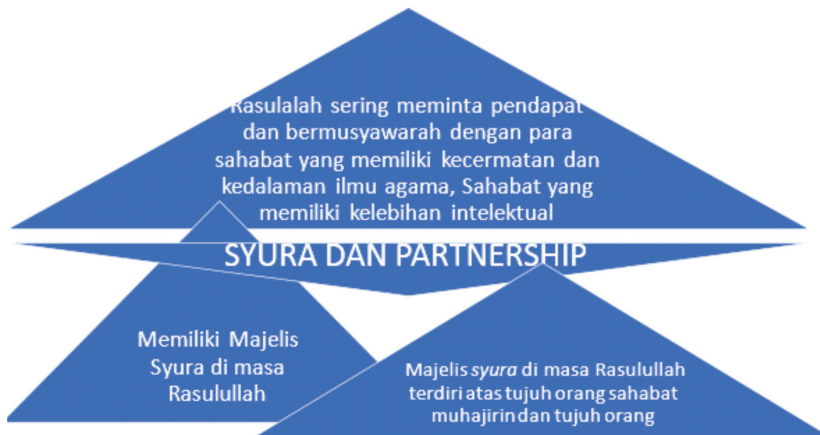 Rasulalah sering meminta pendapat
dan bermusyawarah dengan para
sahabat yang memiliki kecermatan dan
kedalaman ilmu agama, Sahabat yang
memiliki kelebihan intelektual
SYURA DAN PARTNERSHIP
Memiliki Majelis
Syura di masa
Rasulullah
Majelis syura di masa Rasulullah
terdiri atas tujuh orang sahabat
muhajirin dan tujuh orang